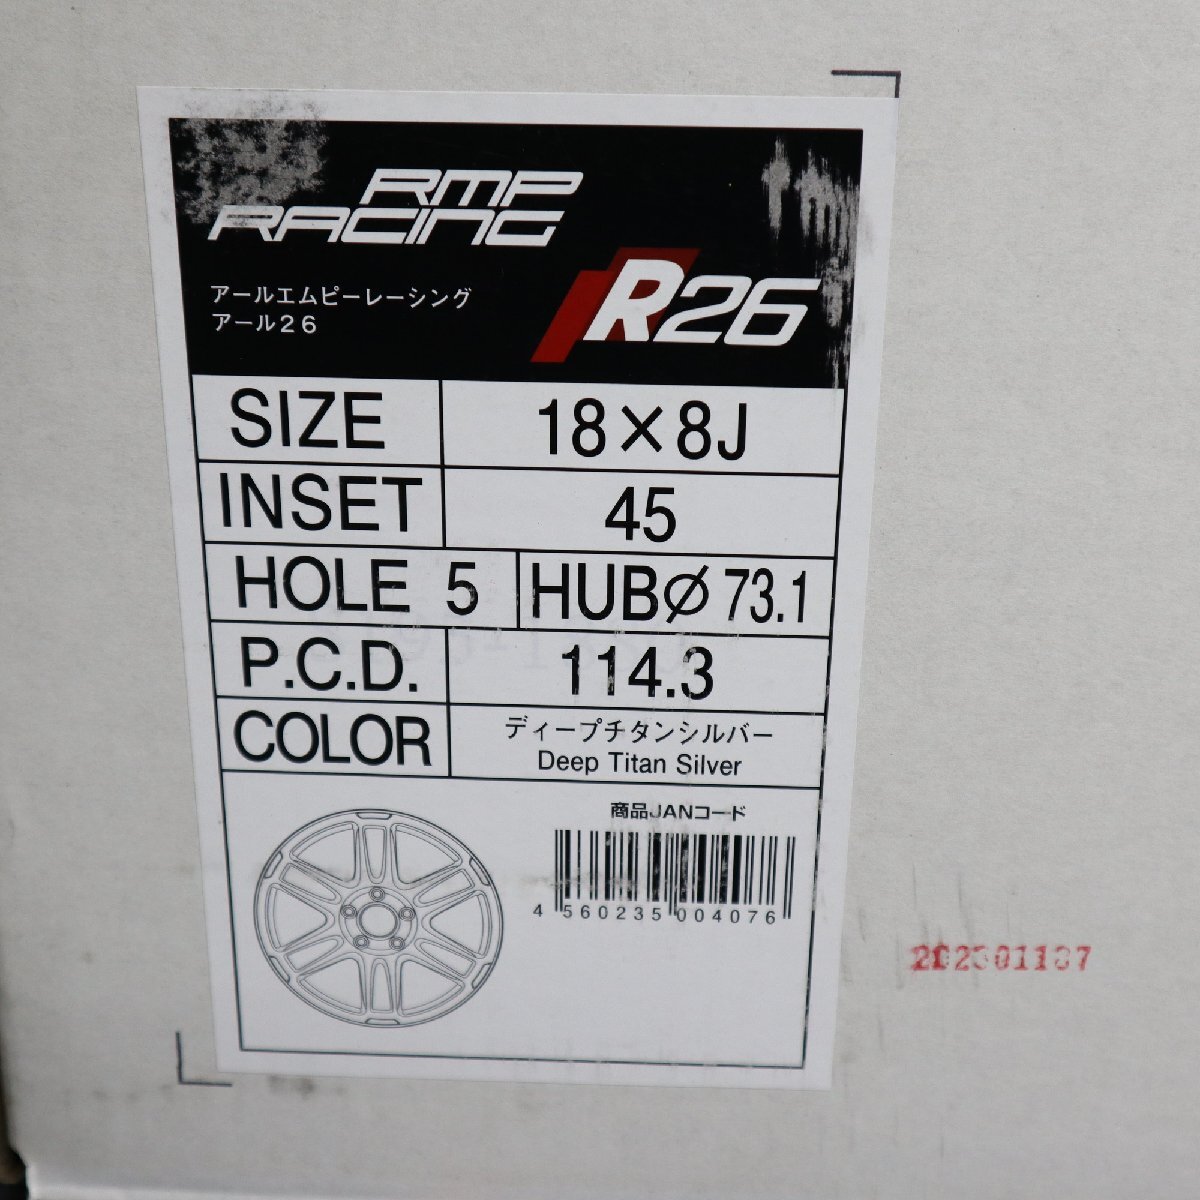 RMP
RACING
R26
アールエムピーレーシング
アール26
SIZE 18×8J
INSET 45
HOLE 5 HUBφ 73.1
P.C.D. 114.3
COLOR ディープチタンシルバー
Deep Titan Silver
商品JANコード
4 560235 004076